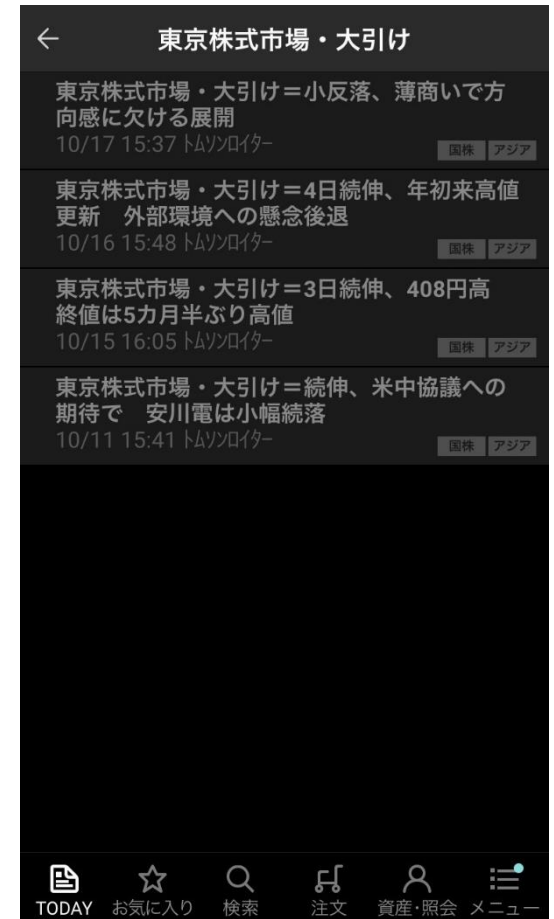 東京株式市場・大引け
東京株式市場・大引け＝小反落、薄商いで方
向感に欠ける展開
10/17 15:37 ﾄﾑｿﾝﾛｲﾀｰ
国株 アジア
東京株式市場・大引け＝4日続伸、年初来高値
更新　外部環境への懸念後退
10/16 15:48 ﾄﾑｿﾝﾛｲﾀｰ
国株 アジア
東京株式市場・大引け＝3日続伸、408円高
終値は5カ月半ぶり高値
10/15 16:05 ﾄﾑｿﾝﾛｲﾀｰ
国株 アジア
東京株式市場・大引け＝続伸、米中協議への
期待で　安川電は小幅続落
10/11 15:41 ﾄﾑｿﾝﾛｲﾀｰ
国株 アジア
TODAY お気に入り 検索 注文 資産・照会 メニュー